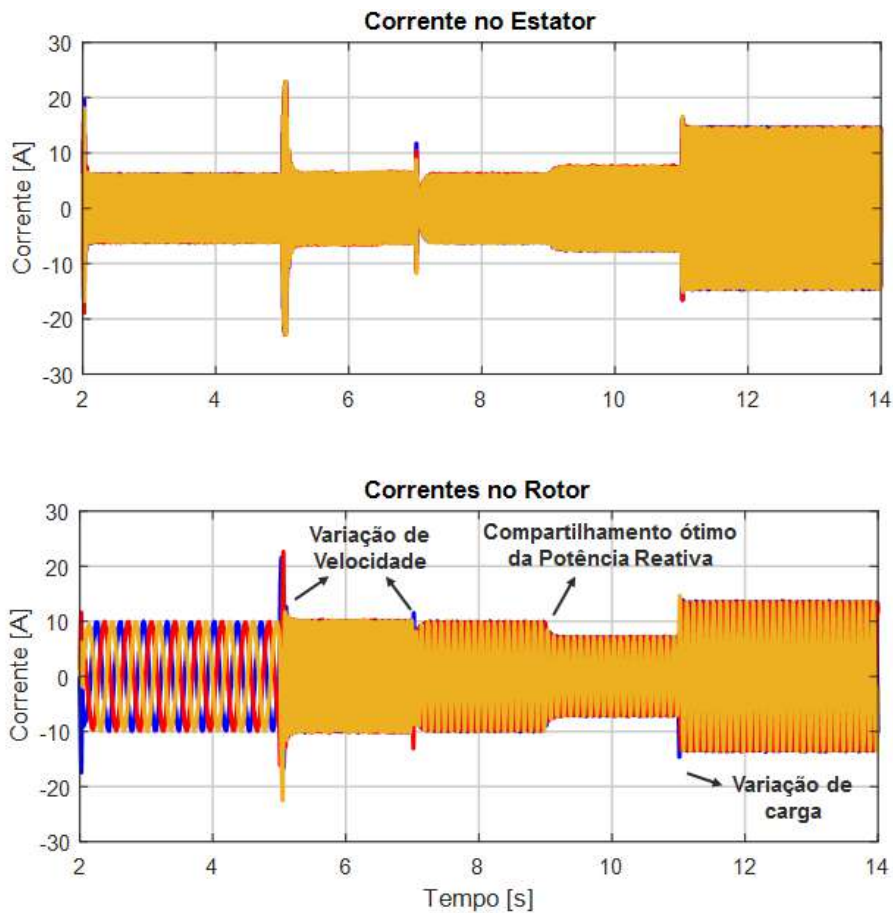 Corrente no Estator
30
20
10
0
-10
-20
-30
Corrente [A]
2
4
6
8
10
12
14
Correntes no Rotor
30
20
10
0
-10
-20
-30
Corrente [A]
Variação de
Velocidade
Compartilhamento ótimo
da Potência Reativa
Variação de
carga
2
4
6
8
10
12
14
Tempo [s]